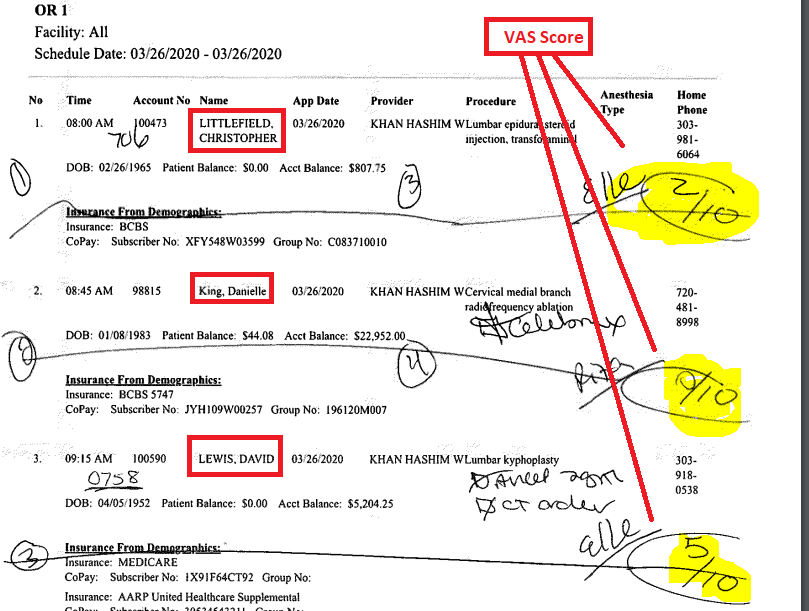 OR 1
Facility: All
Schedule Date: 03/26/2020 - 03/26/2020
VAS Score
No Time Account No Name App Date Provider Procedure Anesthesia Type Home Phone
1. 08:00 AM 100473 LITTLEFIELD, CHRISTOPHER 03/26/2020 KHAN HASHIM W Lumbar epidural steroid injection, transforaminal 303-981-6064
706
DOB: 02/26/1965 Patient Balance: $0.00 Acct Balance: $807.75
1 3
elle 2/10
Insurance From Demographics:
Insurance: BCBS
CoPay: Subscriber No: XFY548W03599 Group No: C083710010
2. 08:45 AM 98815 King, Danielle 03/26/2020 KHAN HASHIM W Cervical medial branch radiofrequency ablation 720-481-8998
DOB: 01/08/1983 Patient Balance: $44.08 Acct Balance: $22,952.00
4
/10
Insurance From Demographics:
Insurance: BCBS 5747
CoPay: Subscriber No: JYH109W00257 Group No: 196120M007
3. 09:15 AM 100590 LEWIS, DAVID 03/26/2020 KHAN HASHIM W Lumbar kyphoplasty 303-918-0538
0758
CT order
DOB: 04/05/1952 Patient Balance: $0.00 Acct Balance: $5,204.25
3
elle 5/10
Insurance From Demographics:
Insurance: MEDICARE
CoPay: Subscriber No: 1X91F64CT92 Group No:
Insurance: AARP United Healthcare Supplemental